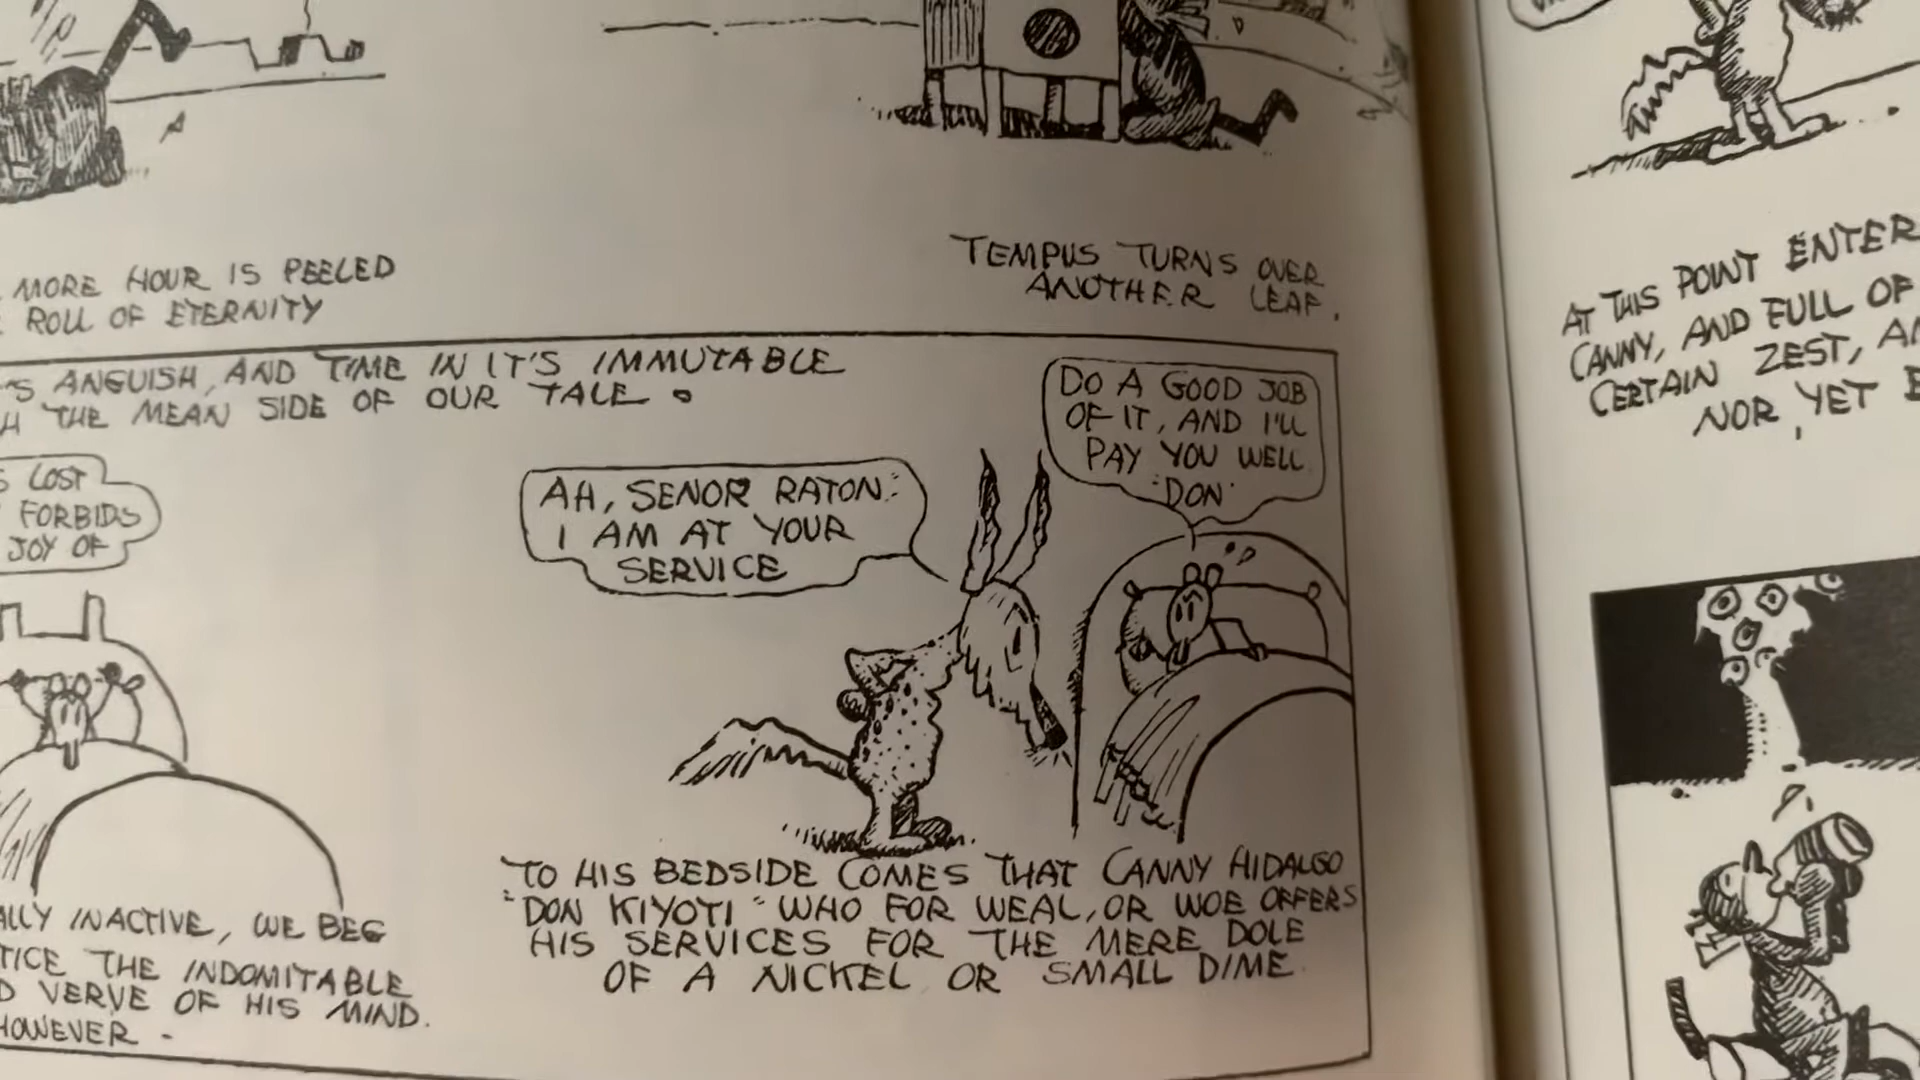 MORE HOUR IS PEELED
ROLL OF ETERNITY
TEMPUS TURNS OVER
ANOTHER LEAF.
'S ANGUISH, AND TIME IN IT'S IMMUTABLE
THE MEAN SIDE OF OUR TALE.
LOST
FORBIDS
JOY OF
AH, SENOR RATON.
I AM AT YOUR
SERVICE
DO A GOOD JOB
OF IT, AND I'LL
PAY YOU WELL
"DON"
INACTIVE, WE BEG
THE INDOMITABLE
VERVE OF HIS MIND.
HOWEVER -
TO HIS BEDSIDE COMES THAT CANNY HIDALGO
"DON KIYOTI" WHO FOR WEAL, OR WOE OFFERS
HIS SERVICES FOR THE MERE DOLE
OF A NICKEL OR SMALL DIME.
AT THIS POINT ENTER
CANNY, AND FULL OF
CERTAIN ZEST,
NOR, YET